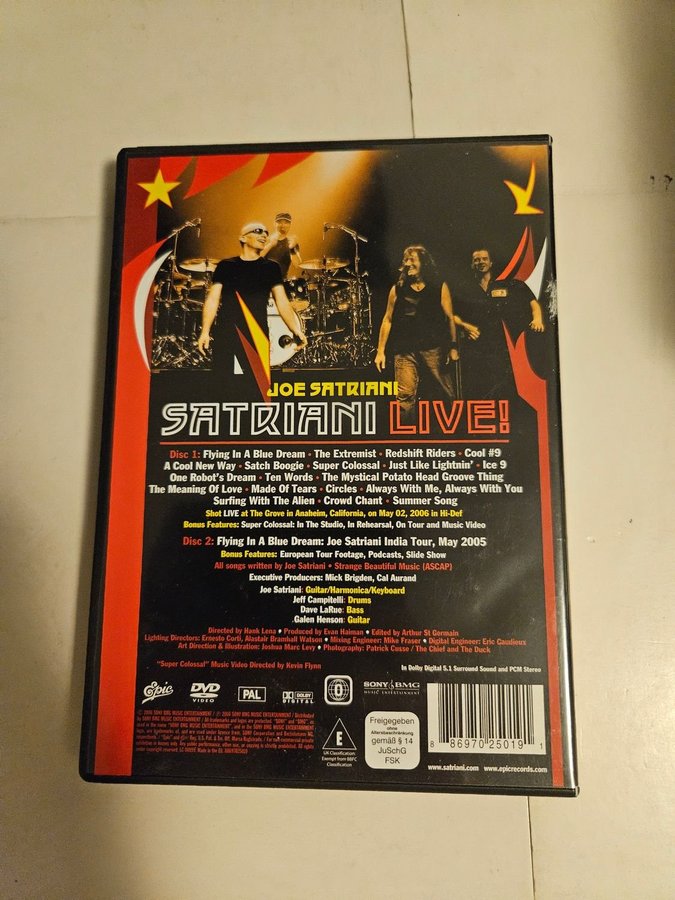 JOE SATRIANI
SATRIANI LIVE!
Disc 1: Flying In A Blue Dream • The Extremist • Redshift Riders • Cool #9
A Cool New Way • Satch Boogie • Super Colossal • Just Like Lightnin' • Ice 9
One Robot's Dream • Ten Words • The Mystical Potato Head Groove Thing
The Meaning Of Love • Made Of Tears • Circles • Always With Me, Always With You
Surfing With The Alien • Crowd Chant • Summer Song
Shot LIVE at The Grove in Anaheim, California, on May 02, 2006 in Hi-Def
Bonus Features: Super Colossal: In The Studio, In Rehearsal, On Tour and Music Video
Disc 2: Flying In A Blue Dream: Joe Satriani India Tour, May 2005
Bonus Features: European Tour Footage, Podcasts, Slide Show
All songs written by Joe Satriani • Strange Beautiful Music (ASCAP)
Executive Producers: Mick Brigden, Cal Aurand
Joe Satriani: Guitar/Harmonica/Keyboard
Jeff Campitelli: Drums
Dave LaRue: Bass
Galen Henson: Guitar
Directed by Hank Lena • Produced by Evan Haiman • Edited by Arthur St Germain
Lighting Directors: Ernesto Corti, Alastair Bramhall Watson • Mixing Engineer: Mike Fraser • Digital Engineer: Eric Caudieux
Art Direction & Illustration: Joshua Marc Levy • Photography: Patrick Cusse / The Chief and The Duck
"Super Colossal" Music Video Directed by Kevin Flynn
In Dolby Digital 5.1 Surround Sound and PCM Stereo
Epic
DVD
VIDEO
PAL
DOLBY
DIGITAL
0
SONY BMG
MUSIC ENTERTAINMENT
E
UK Classification:
Exempt from BBFC
Classification
Freigegeben
ohne
Altersbeschränkung
gemäß § 14
JuSchG
FSK
8 86970 25019 1
www.satriani.com
www.epicrecords.com